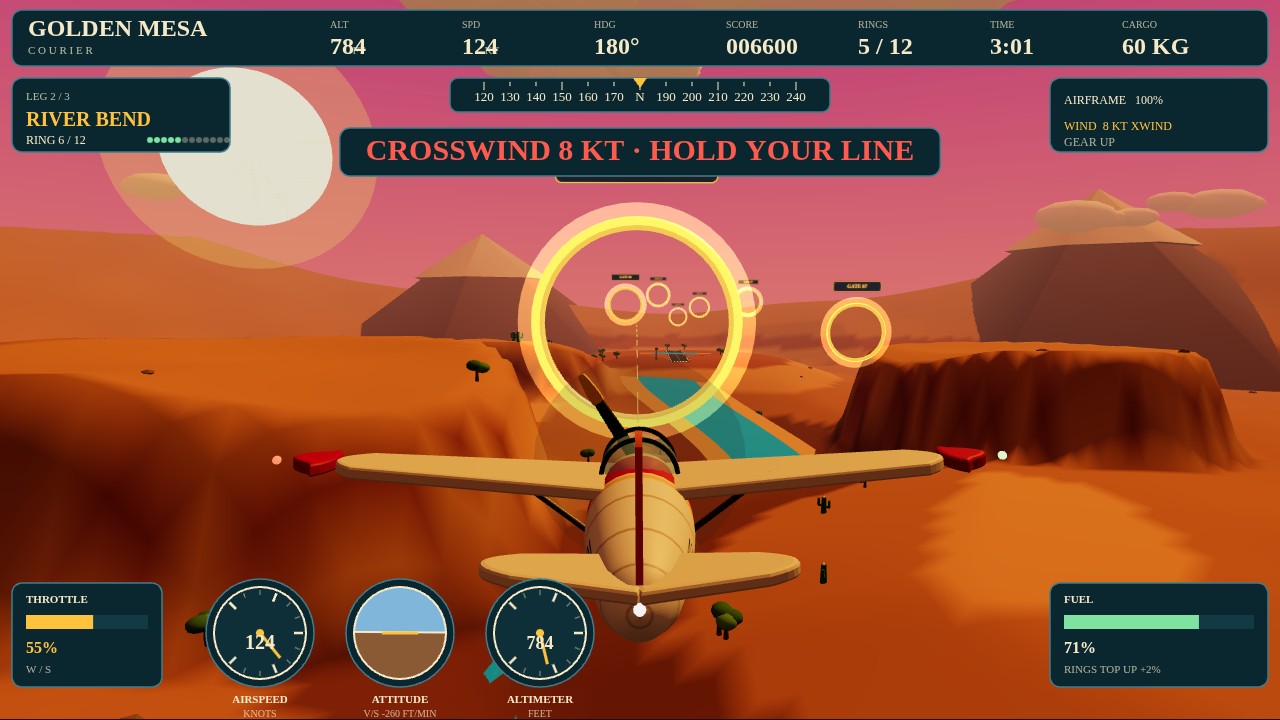 GOLDEN MESA
COURIER
ALT
784
SPD
124
HDG
180°
SCORE
006600
RINGS
5 / 12
TIME
3:01
CARGO
60 KG
LEG 2 / 3
RIVER BEND
RING 6 / 12
120 130 140 150 160 170 N 190 200 210 220 230 240
AIRFRAME 100%
WIND 8 KT XWIND
GEAR UP
CROSSWIND 8 KT · HOLD YOUR LINE
THROTTLE
55%
W / S
124
AIRSPEED
KNOTS
ATTITUDE
V/S -260 FT/MIN
784
ALTIMETER
FEET
FUEL
71%
RINGS TOP UP +2%